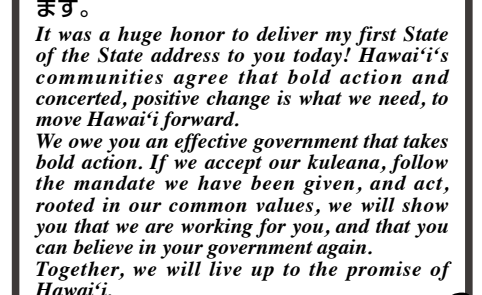 ます。
It was a huge honor to deliver my first State
of the State address to you today! Hawai‘i‘s
communities agree that bold action and
concerted, positive change is what we need, to
move Hawai‘i forward.
We owe you an effective government that takes
bold action. If we accept our kuleana, follow
the mandate we have been given, and act,
rooted in our common values, we will show
you that we are working for you, and that you
can believe in your government again.
Together, we will live up to the promise of
Hawai‘i.